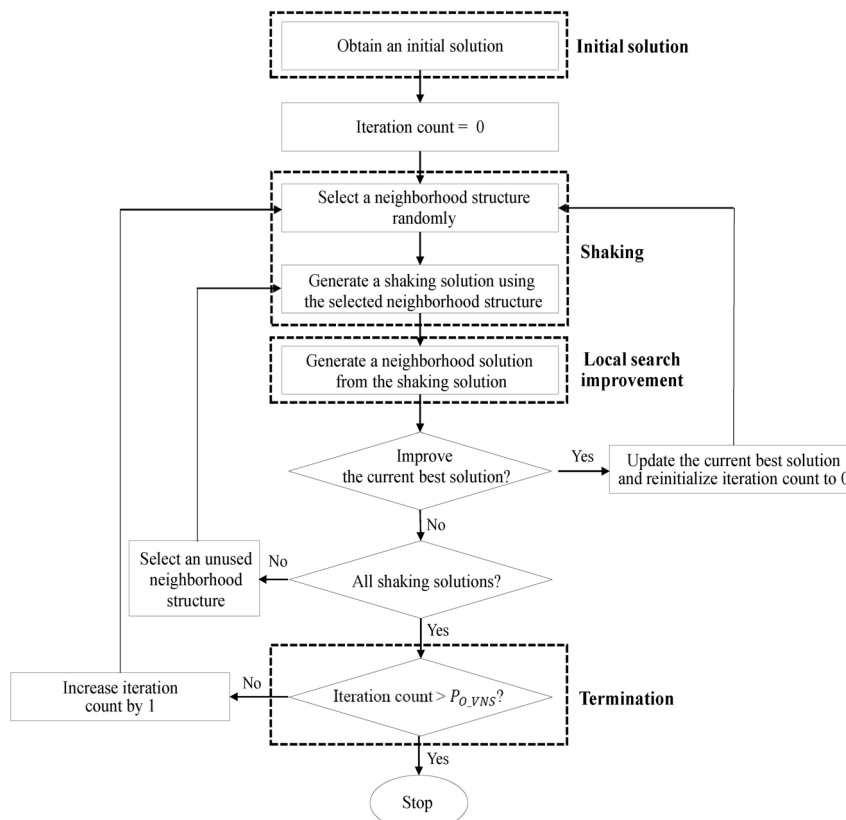 Obtain an initial solution
Initial solution
Iteration count = 0
Select a neighborhood structure
randomly
Shaking
Generate a shaking solution using
the selected neighborhood structure
Generate a neighborhood solution
from the shaking solution
Local search
improvement
Improve
the current best solution?
Yes
Update the current best solution
and reinitialize iteration count to 0
No
Select an unused
neighborhood
structure
No
All shaking solutions?
Yes
Increase iteration
count by 1
No
Iteration count > P_{O_VNS}?
Termination
Yes
Stop